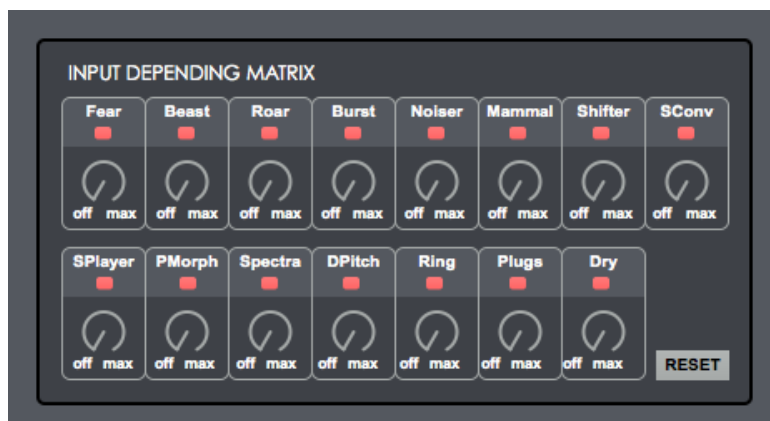 INPUT DEPENDING MATRIX
Fear Beast Roar Burst Noiser Mammal Shifter SConv
off max off max off max off max off max off max off max off max
SPlayer PMorph Spectra DPitch Ring Plugs Dry
off max off max off max off max off max off max off max
RESET